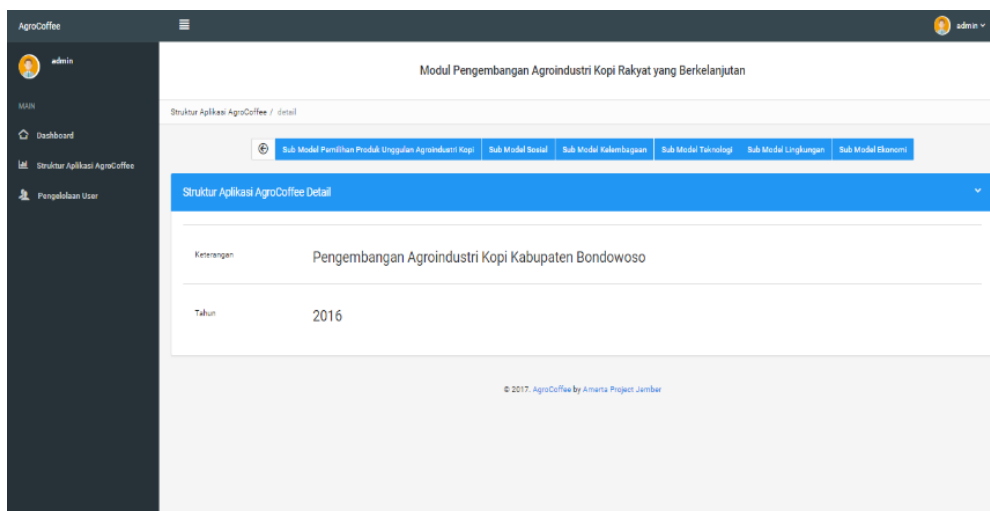 AgroCoffee
admin
admin
Modul Pengembangan Agroindustri Kopi Rakyat yang Berkelanjutan
MAIN
Struktur Aplikasi AgroCoffee / detail
Dashboard
Struktur Aplikasi AgroCoffee
Pengelolaan User
Sub Model Pemilihan Produk Unggulan Agroindustri Kopi
Sub Model Sosial
Sub Model Kelembagaan
Sub Model Teknologi
Sub Model Lingkungan
Sub Model Ekonomi
Struktur Aplikasi AgroCoffee Detail
Keterangan
Pengembangan Agroindustri Kopi Kabupaten Bondowoso
Tahun
2016
© 2017. AgroCoffee by Amerta Project Jember